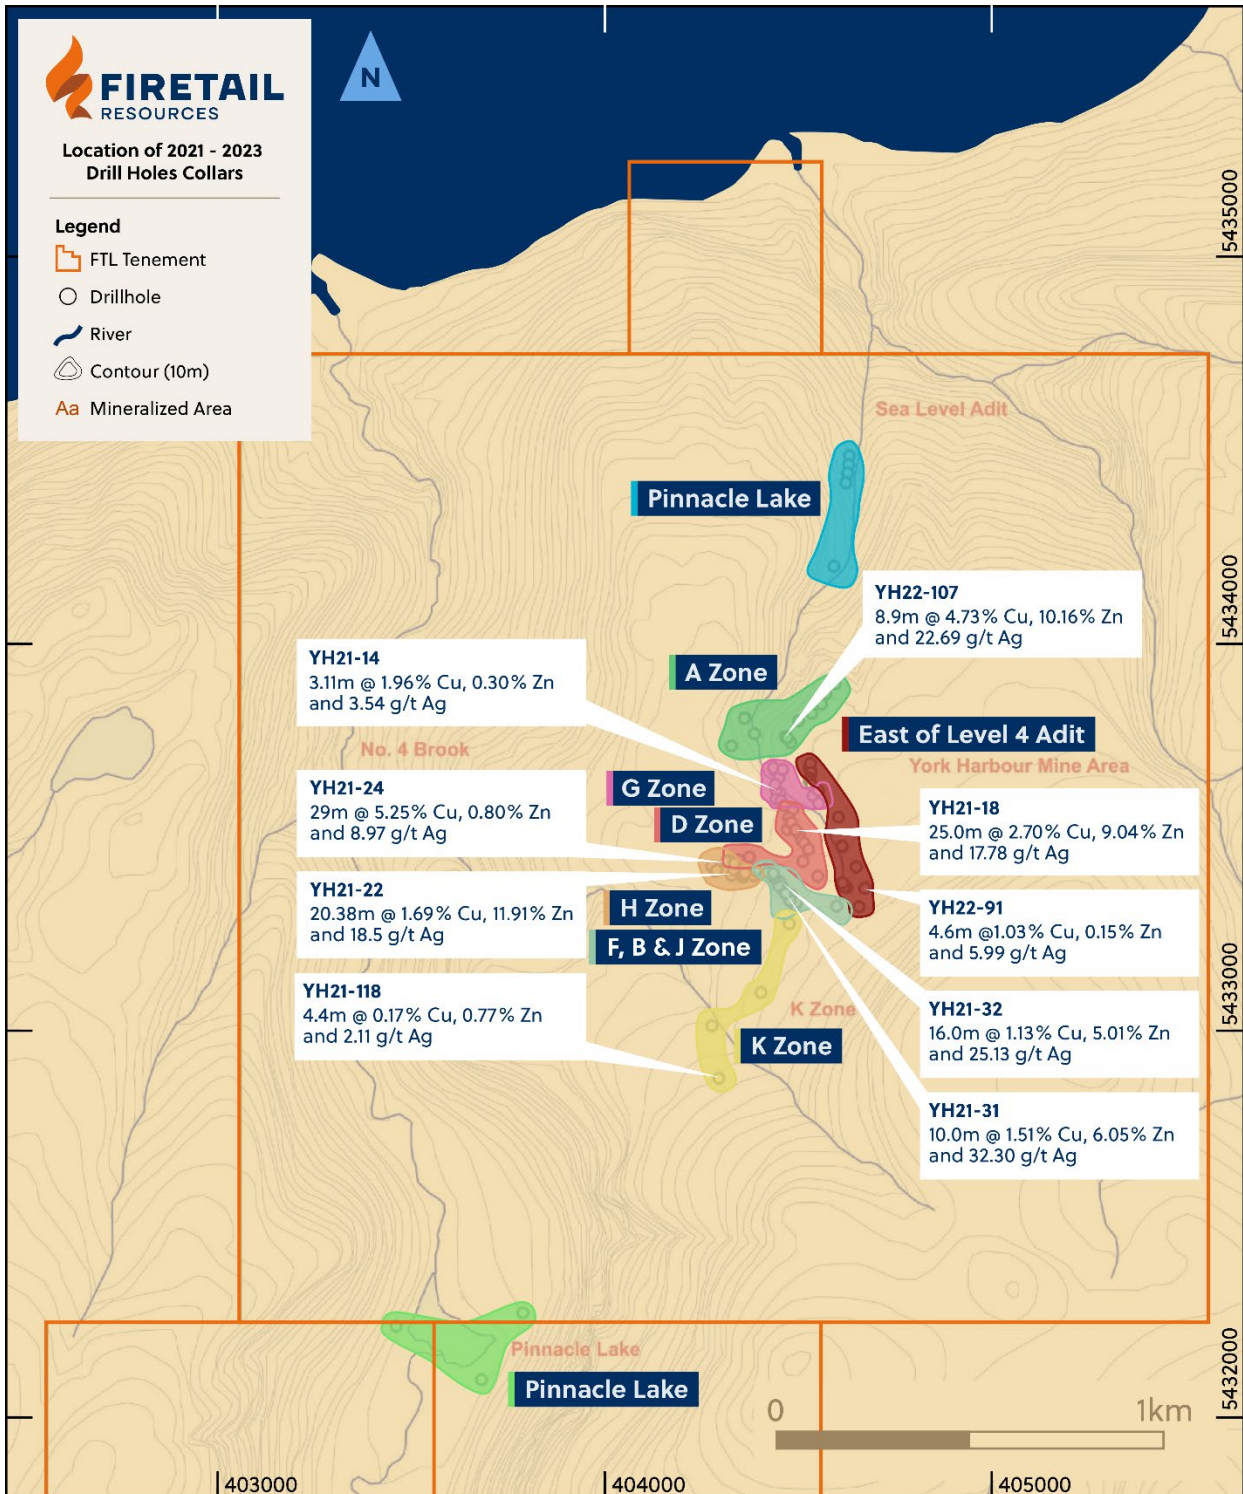 FIRETAIL
RESOURCES
Location of 2021 - 2023
Drill Holes Collars
Legend
FTL Tenement
Drillhole
River
Contour (10m)
Aa Mineralized Area
N
5435000
Sea Level Adit
Pinnacle Lake
5434000
YH22-107
8.9m @ 4.73% Cu, 10.16% Zn
and 22.69 g/t Ag
YH21-14
3.11m @ 1.96% Cu, 0.30% Zn
and 3.54 g/t Ag
A Zone
East of Level 4 Adit
No. 4 Brook
York Harbour Mine Area
YH21-24
29m @ 5.25% Cu, 0.80% Zn
and 8.97 g/t Ag
G Zone
D Zone
YH21-18
25.0m @ 2.70% Cu, 9.04% Zn
and 17.78 g/t Ag
YH21-22
20.38m @ 1.69% Cu, 11.91% Zn
and 18.5 g/t Ag
H Zone
F, B & J Zone
YH22-91
4.6m @1.03% Cu, 0.15% Zn
and 5.99 g/t Ag
YH21-118
4.4m @ 0.17% Cu, 0.77% Zn
and 2.11 g/t Ag
K Zone
K Zone
5433000
YH21-32
16.0m @ 1.13% Cu, 5.01% Zn
and 25.13 g/t Ag
YH21-31
10.0m @ 1.51% Cu, 6.05% Zn
and 32.30 g/t Ag
Pinnacle Lake
Pinnacle Lake
5432000
0 1km
403000 404000 405000